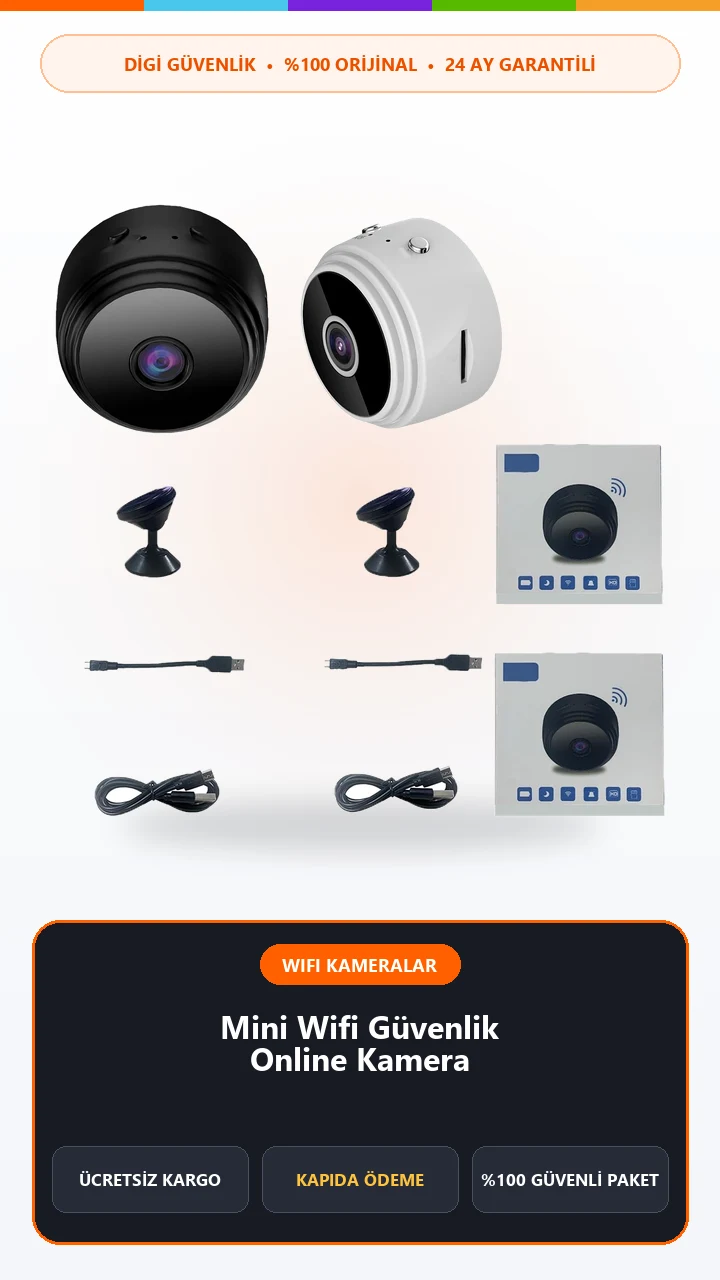 DİGİ GÜVENLİK • %100 ORİJİNAL • 24 AY GARANTİLİ
WIFI KAMERALAR
Mini Wifi Güvenlik
Online Kamera
ÜCRETSİZ KARGO
KAPIDA ÖDEME
%100 GÜVENLİ PAKET